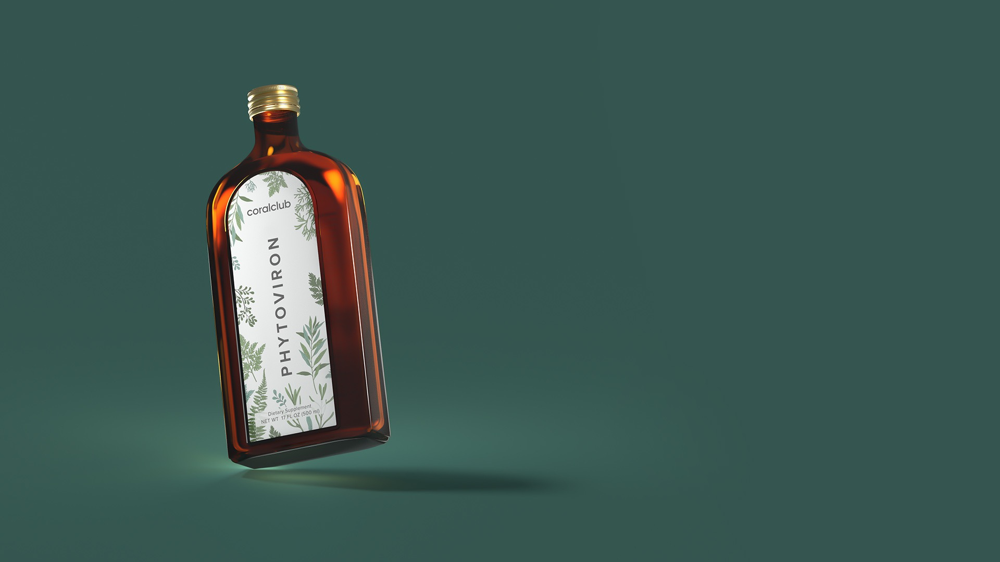 coralclub
PHYTOVIRON
Dietary Supplement
NET WT 17 FL OZ (500 ml)